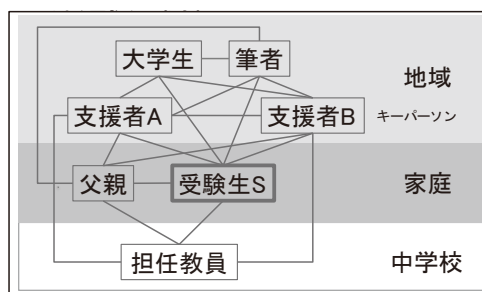 大学生 筆者
地域
支援者A 支援者B キーパーソン
父親 受験生S 家庭
担任教員 中学校